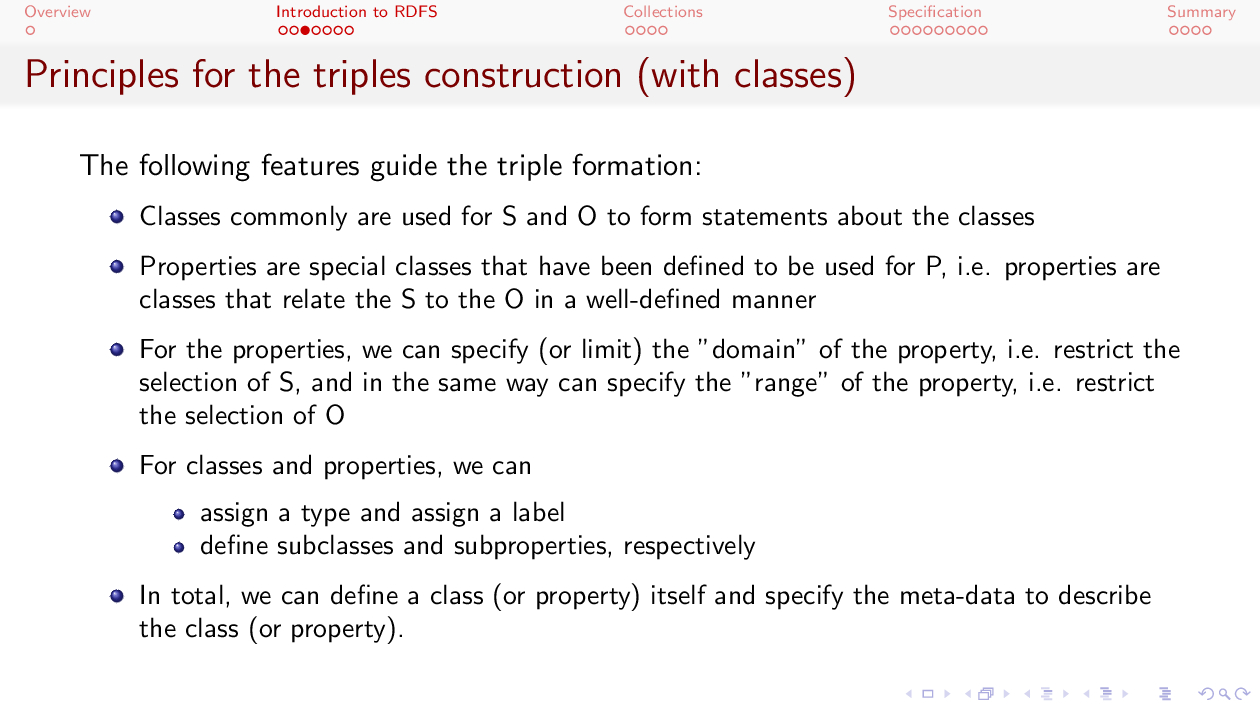 Overview Introduction to RDFS Collections Specification Summary
Principles for the triples construction (with classes)
The following features guide the triple formation:
Classes commonly are used for S and O to form statements about the classes
Properties are special classes that have been defined to be used for P, i.e. properties are
classes that relate the S to the O in a well-defined manner
For the properties, we can specify (or limit) the ”domain” of the property, i.e. restrict the
selection of S, and in the same way can specify the ”range” of the property, i.e. restrict
the selection of O
For classes and properties, we can
assign a type and assign a label
define subclasses and subproperties, respectively
In total, we can define a class (or property) itself and specify the meta-data to describe
the class (or property).